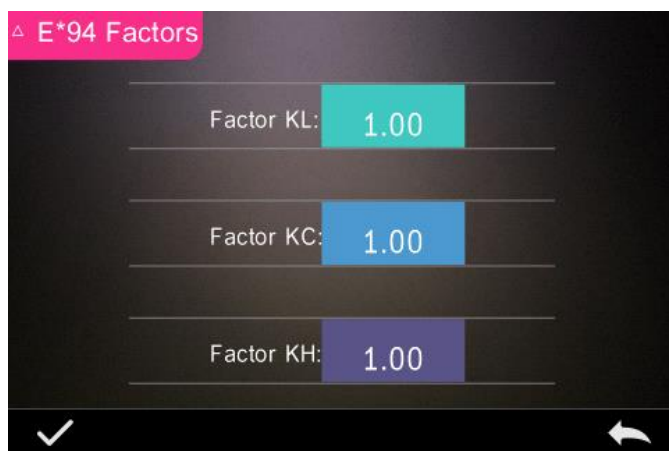 △ E*94 Factors
Factor KL: 1.00
Factor KC: 1.00
Factor KH: 1.00